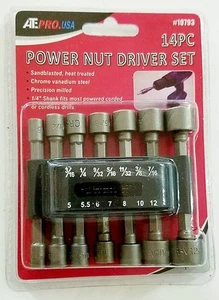 ATE
PRO.USA
#10793
14PC
POWER NUT DRIVER SET
Sandblasted, heat treated
Chrome vanadium steel
Precision milled
1/4" Shank fits most powered corded
or cordless drills
3/16 1/4 9/32 5/16 11/32 3/8 7/16
5 5.5 6 7 8 10 12